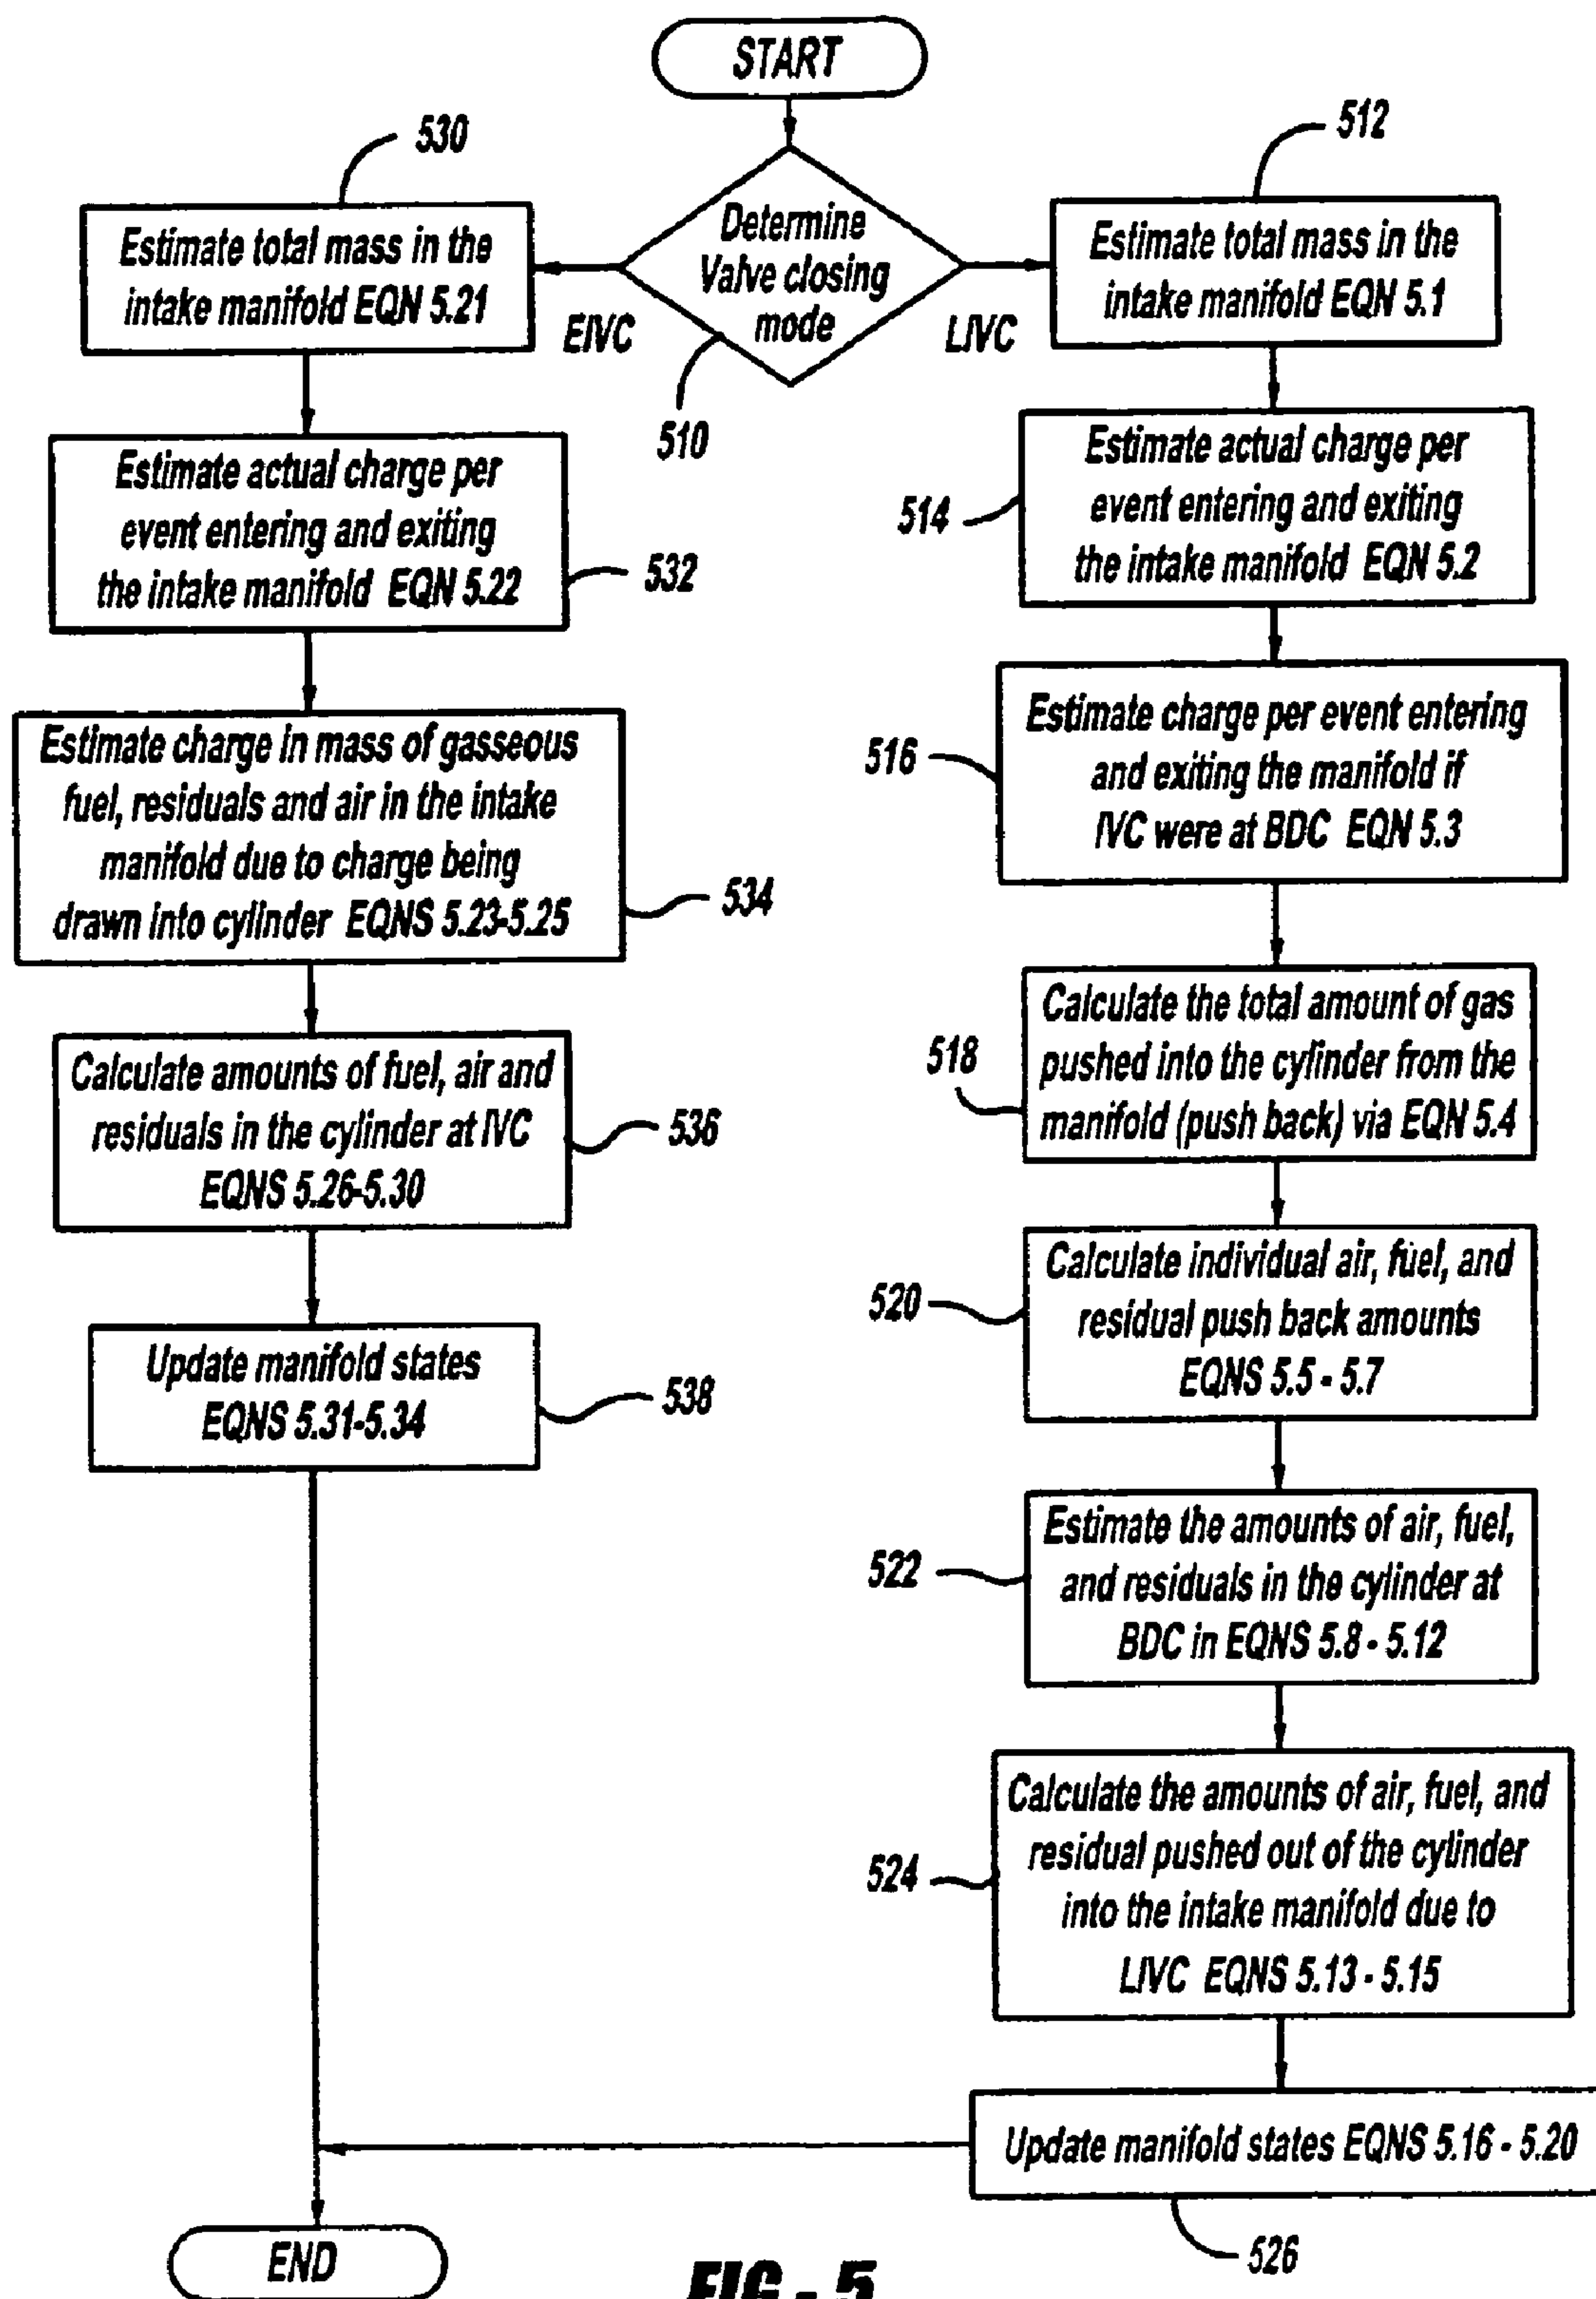 START
510
Determine
Valve closing
mode
EIVC
LIVC
530
Estimate total mass in the
intake manifold EQN 5.21
Estimate actual charge per
event entering and exiting
the intake manifold EQN 5.22
532
Estimate charge in mass of gasseous
fuel, residuals and air in the intake
manifold due to charge being
drawn into cylinder EQNS 5.23-5.25
534
Calculate amounts of fuel, air and
residuals in the cylinder at IVC
EQNS 5.26-5.30
536
Update manifold states
EQNS 5.31-5.34
538
512
Estimate total mass in the
intake manifold EQN 5.1
514
Estimate actual charge per
event entering and exiting
the intake manifold EQN 5.2
516
Estimate charge per event entering
and exiting the manifold if
IVC were at BDC EQN 5.3
518
Calculate the total amount of gas
pushed into the cylinder from the
manifold (push back) via EQN 5.4
520
Calculate individual air, fuel, and
residual push back amounts
EQNS 5.5 - 5.7
522
Estimate the amounts of air, fuel,
and residuals in the cylinder at
BDC in EQNS 5.8 - 5.12
524
Calculate the amounts of air, fuel, and
residual pushed out of the cylinder
into the intake manifold due to
LIVC EQNS 5.13 - 5.15
Update manifold states EQNS 5.16 - 5.20
526
END
FIG - 5